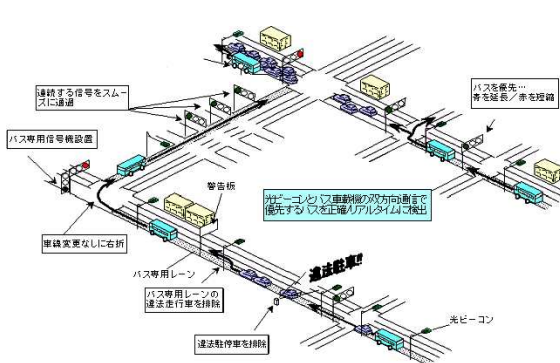 連続する信号をスムー
ズに通過
バスを優先…
青を延長/赤を短縮
バス専用信号機設置
警告板
光ビーコンとバス車載機の双方向通信で
優先するバスを正確/リアルタイムに検出
車線変更なしに右折
バス専用レーン
違法駐車!!
バス専用レーンの
違法走行車を排除
光ビーコン
違法駐停車を排除